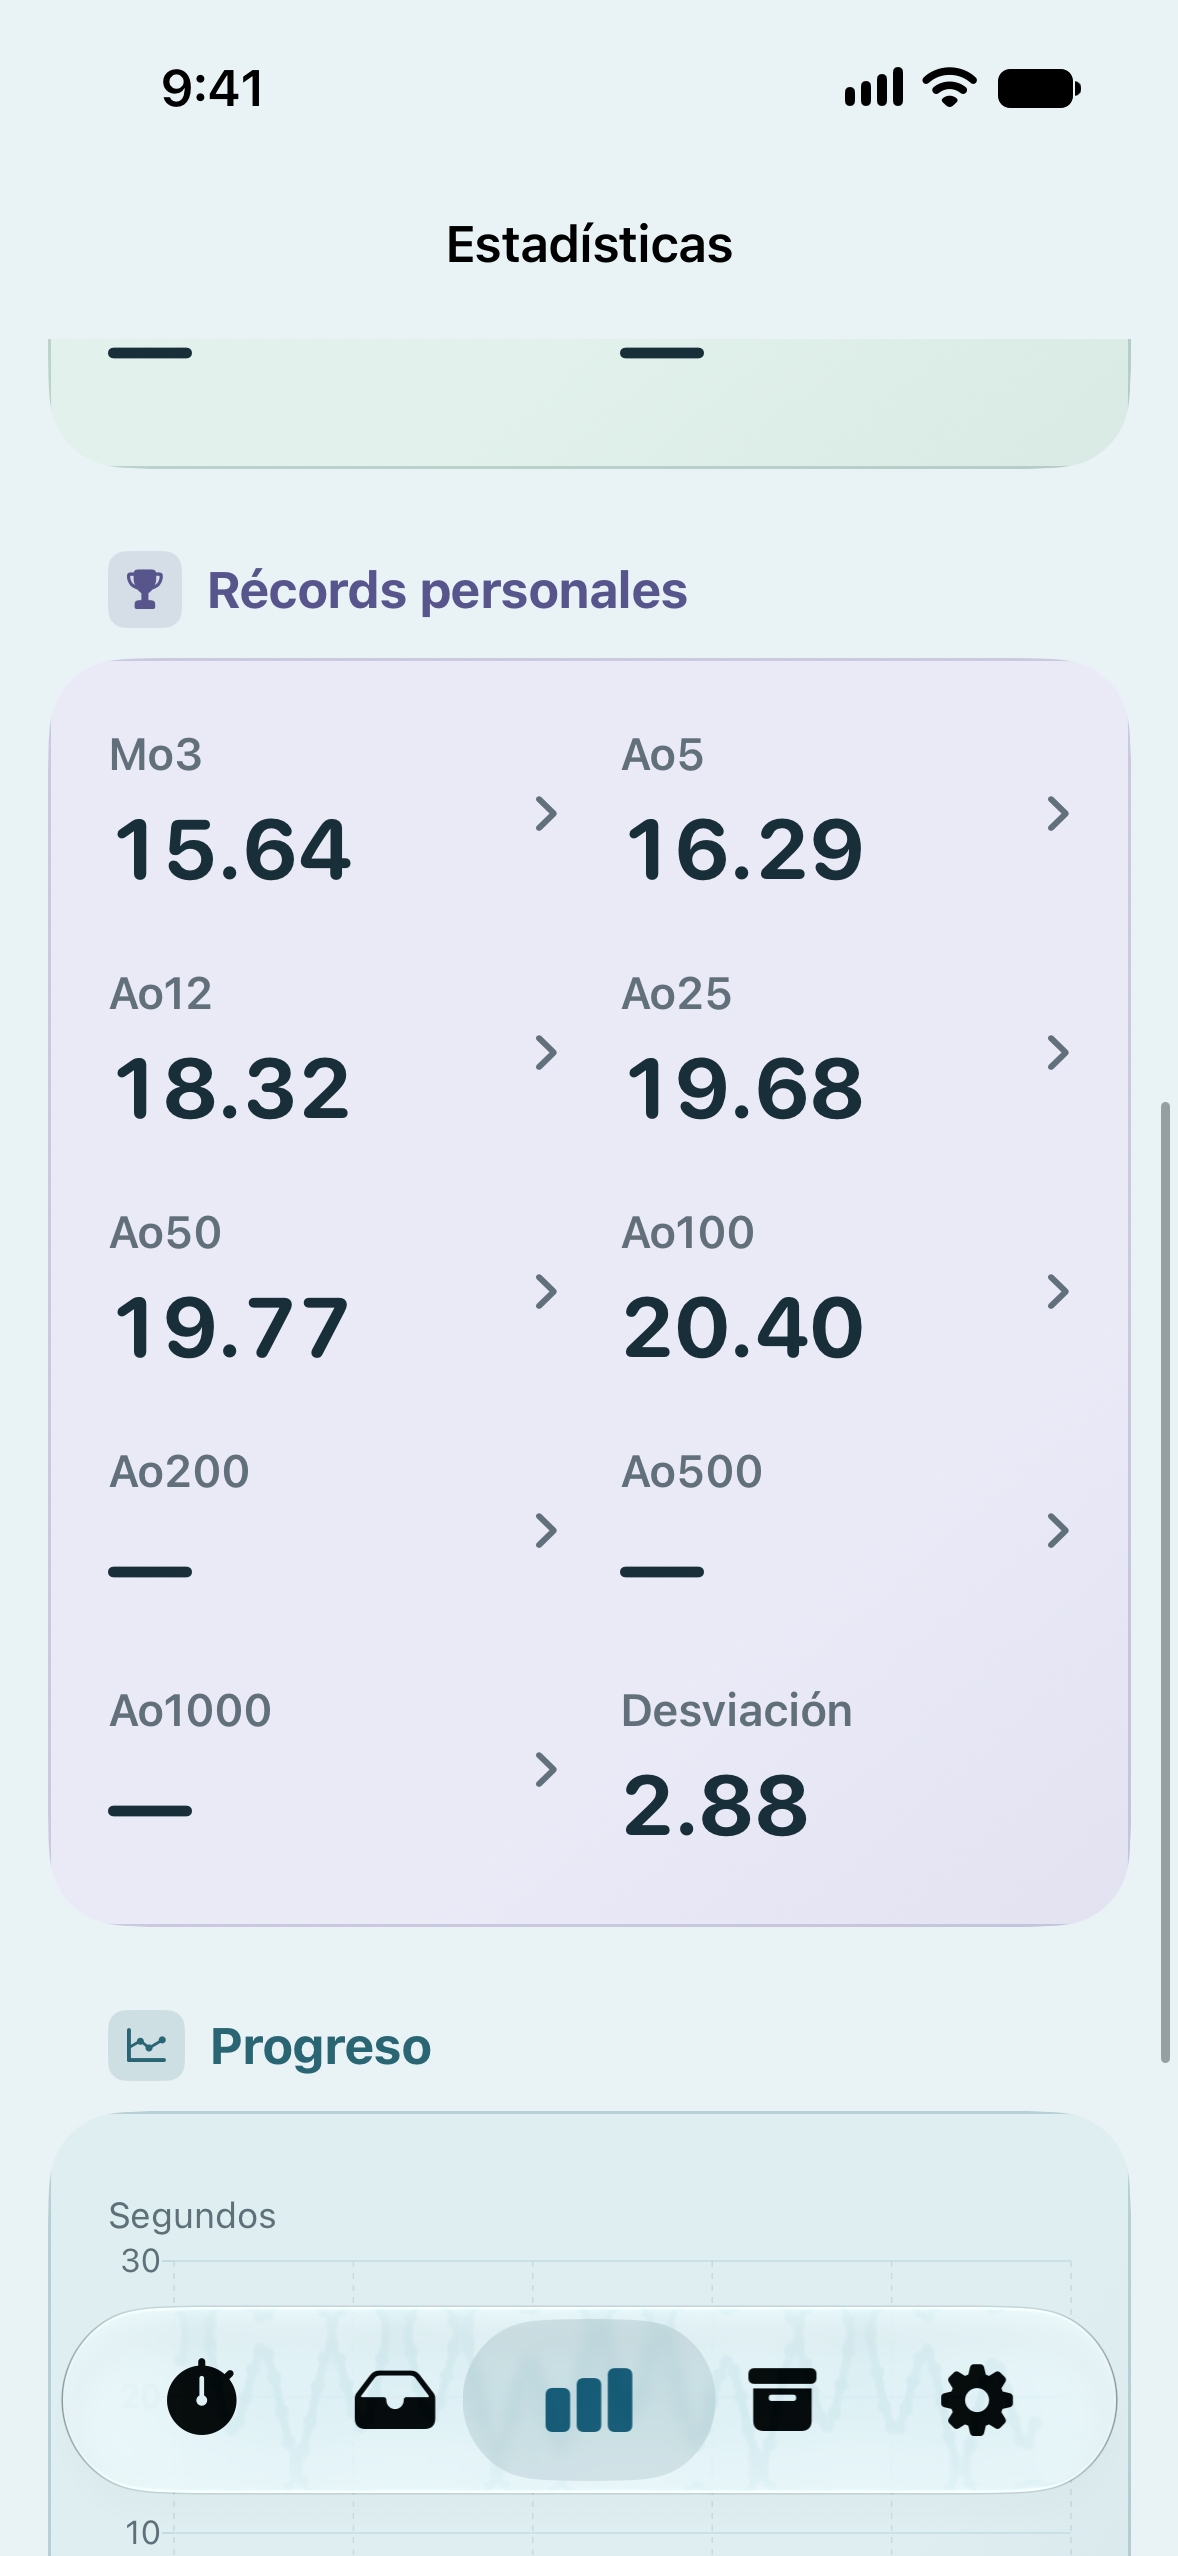 9:41
Estadísticas
— —
Récords personales
Mo3 Ao5
15.64 16.29
Ao12 Ao25
18.32 19.68
Ao50 Ao100
19.77 20.40
Ao200 Ao500
— —
Ao1000 Desviación
— 2.88
Progreso
Segundos
30
20
10